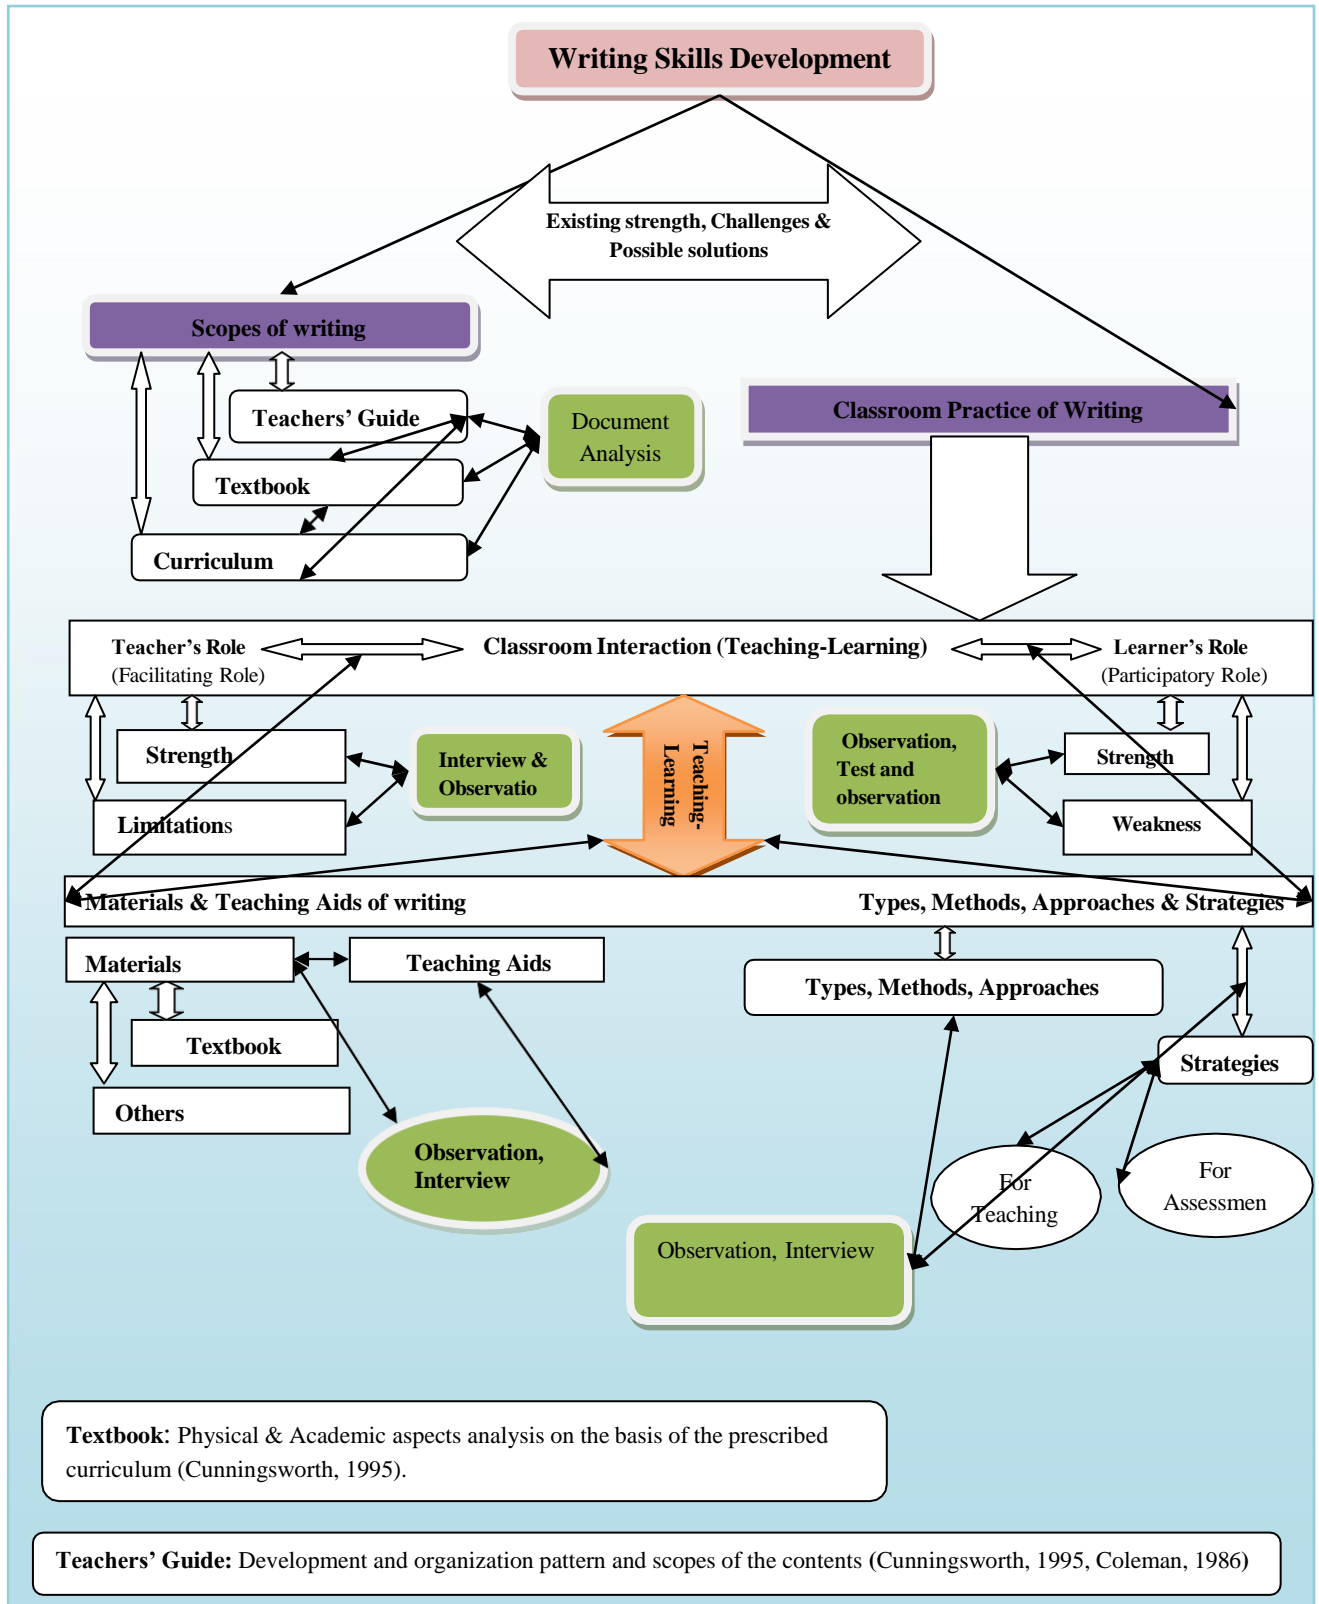 Writing Skills Development
Existing strength, Challenges &
Possible solutions
Scopes of writing
Teachers’ Guide
Document
Analysis
Classroom Practice of Writing
Textbook
Curriculum
Teacher’s Role
(Facilitating Role)
Classroom Interaction (Teaching-Learning)
Learner’s Role
(Participatory Role)
Strength
Interview &
Observatio
Teaching-
Learning
Observation,
Test and
observation
Strength
Limitations
Weakness
Materials & Teaching Aids of writing
Types, Methods, Approaches & Strategies
Materials
Teaching Aids
Types, Methods, Approaches
Textbook
Strategies
Others
Observation,
Interview
For
Teaching
For
Assessmen
Observation, Interview
Textbook: Physical & Academic aspects analysis on the basis of the prescribed
curriculum (Cunningsworth, 1995).
Teachers’ Guide: Development and organization pattern and scopes of the contents (Cunningsworth, 1995, Coleman, 1986)